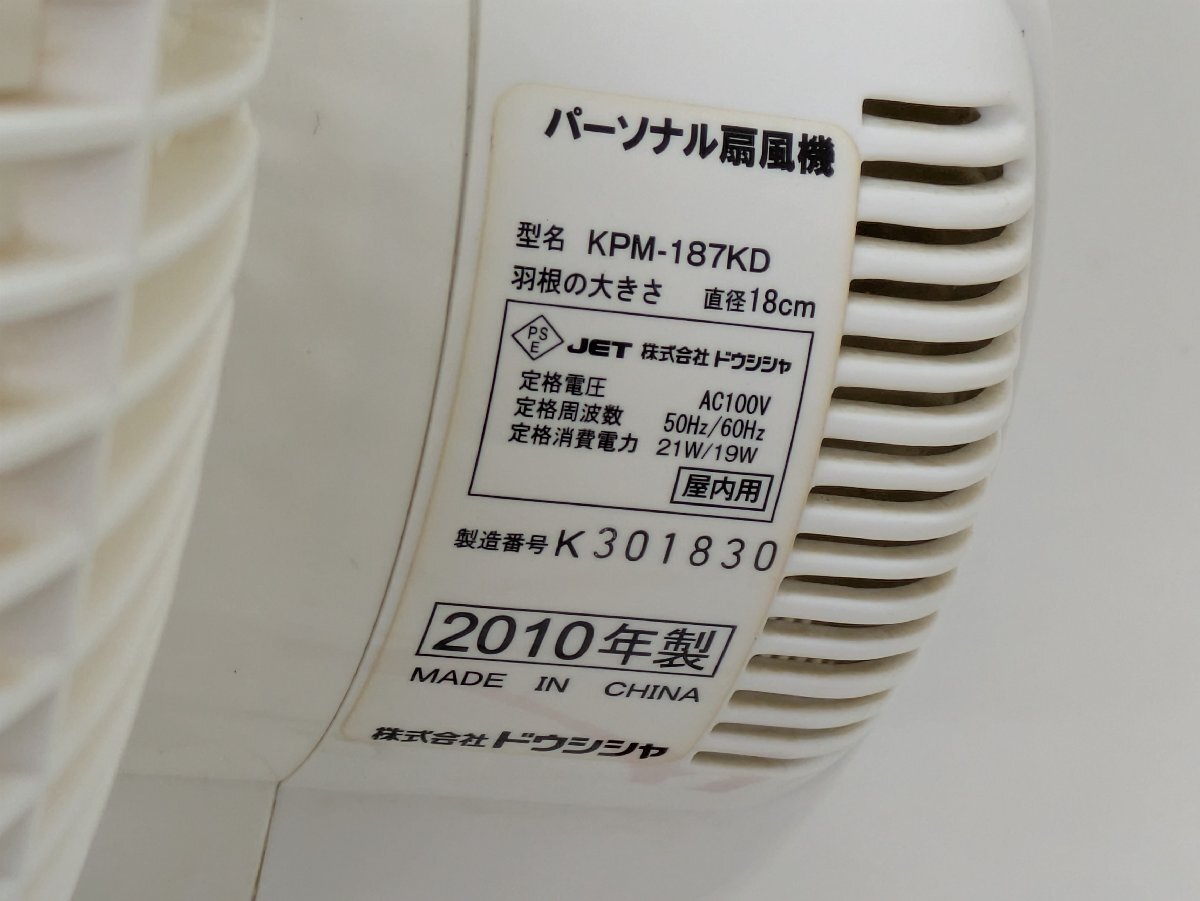 パーソナル扇風機
型名 KPM-187KD
羽根の大きさ 直径18cm
PSE JET 株式会社ドウシシャ
定格電圧 AC100V
定格周波数 50Hz/60Hz
定格消費電力 21W/19W
屋内用
製造番号 K301830
2010年製
MADE IN CHINA
株式会社ドウシシャ